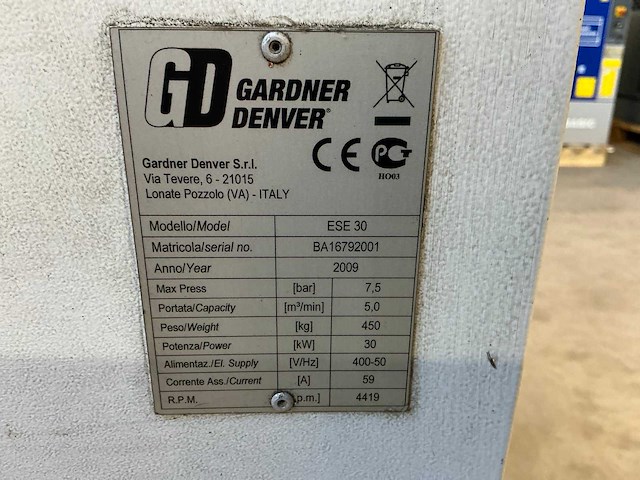 GD GARDNER
DENVER®
CE PCT
HO03
Gardner Denver S.r.l.
Via Tevere, 6 - 21015
Lonate Pozzolo (VA) - ITALY
Modello/Model ESE 30
Matricola/serial no. BA16792001
Anno/Year 2009
Max Press [bar] 7,5
Portata/Capacity [m³/min] 5,0
Peso/Weight [kg] 450
Potenza/Power [kW] 30
Alimentaz./El. Supply [V/Hz] 400-50
Corrente Ass./Current [A] 59
R.P.M. .p.m.] 4419